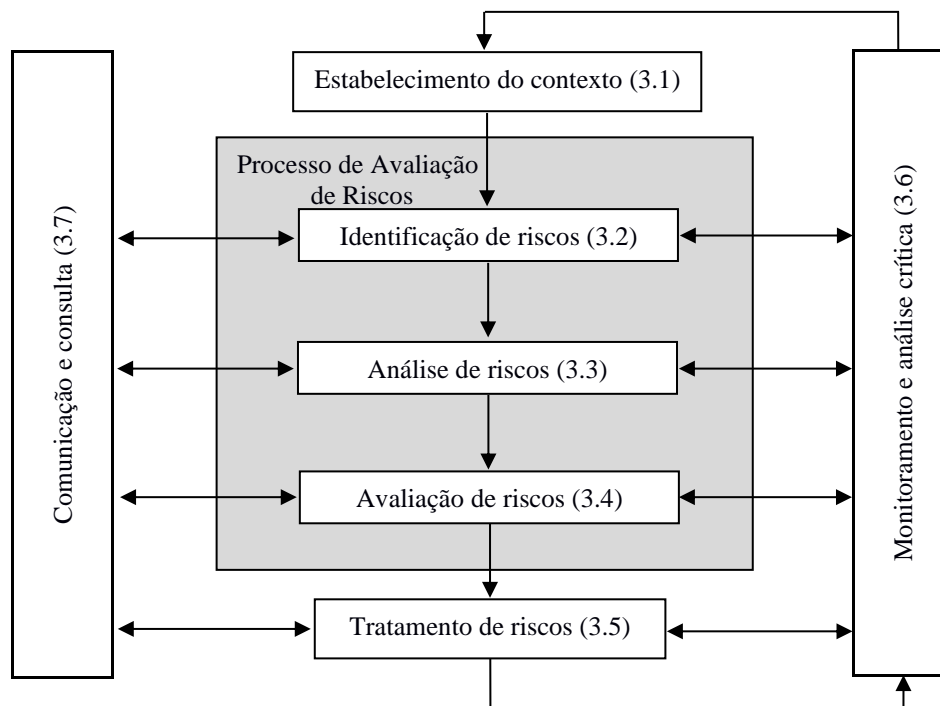 Estabelecimento do contexto (3.1)
Processo de Avaliação
de Riscos
Identificação de riscos (3.2)
Análise de riscos (3.3)
Avaliação de riscos (3.4)
Tratamento de riscos (3.5)
Comunicação e consulta (3.7)
Monitoramento e análise crítica (3.6)